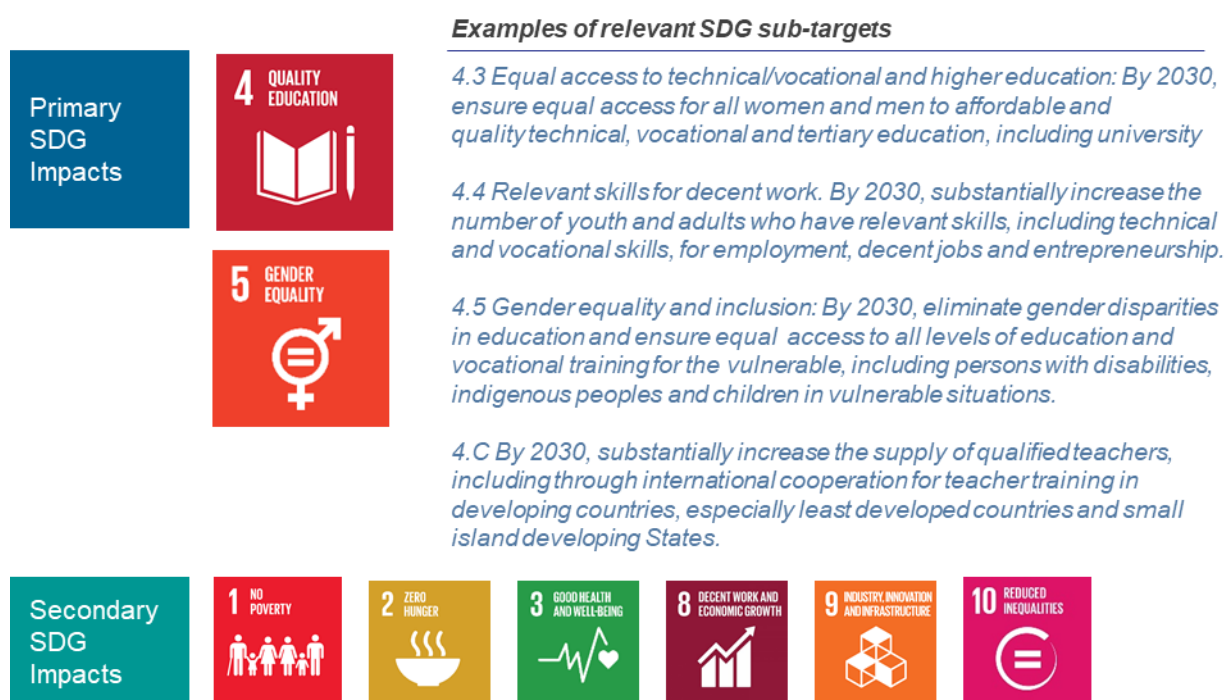 Examples of relevant SDG sub-targets
Primary
SDG
Impacts
4 QUALITY
EDUCATION
5 GENDER
EQUALITY
4.3 Equal access to technical/vocational and higher education: By 2030,
ensure equal access for all women and men to affordable and
quality technical, vocational and tertiary education, including university
4.4 Relevant skills for decent work. By 2030, substantially increase the
number of youth and adults who have relevant skills, including technical
and vocational skills, for employment, decent jobs and entrepreneurship.
4.5 Gender equality and inclusion: By 2030, eliminate gender disparities
in education and ensure equal access to all levels of education and
vocational training for the vulnerable, including persons with disabilities,
indigenous peoples and children in vulnerable situations.
4.C By 2030, substantially increase the supply of qualified teachers,
including through international cooperation for teacher training in
developing countries, especially least developed countries and small
island developing States.
Secondary
SDG
Impacts
1 NO
POVERTY
2 ZERO
HUNGER
3 GOOD HEALTH
AND WELL-BEING
8 DECENT WORK AND
ECONOMIC GROWTH
9 INDUSTRY, INNOVATION
AND INFRASTRUCTURE
10 REDUCED
INEQUALITIES